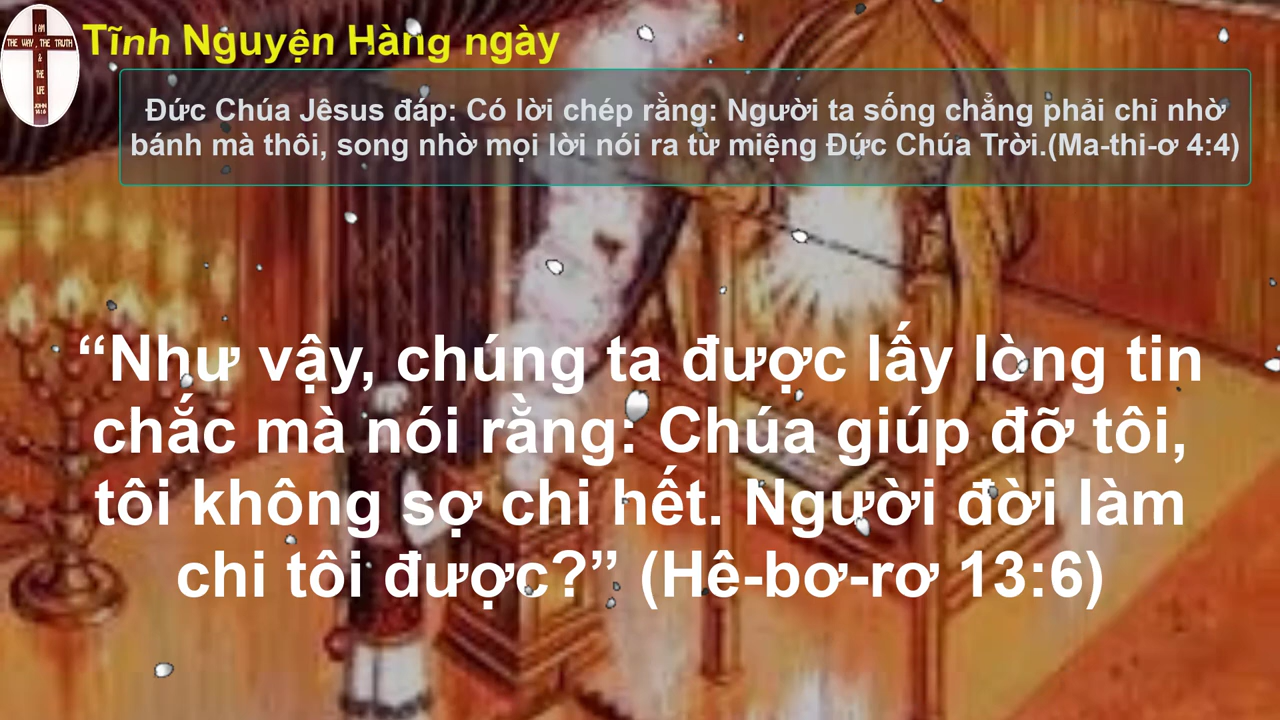 I AM
THE WAY, THE TRUTH
&
THE
LIFE
JOHN
14:6
Tĩnh Nguyện Hàng ngày
Đức Chúa Jêsus đáp: Có lời chép rằng: Người ta sống chẳng phải chỉ nhờ
bánh mà thôi, song nhờ mọi lời nói ra từ miệng Đức Chúa Trời.(Ma-thi-ơ 4:4)
“Như vậy, chúng ta được lấy lòng tin
chắc mà nói rằng: Chúa giúp đỡ tôi,
tôi không sợ chi hết. Người đời làm
chi tôi được?” (Hê-bơ-rơ 13:6)